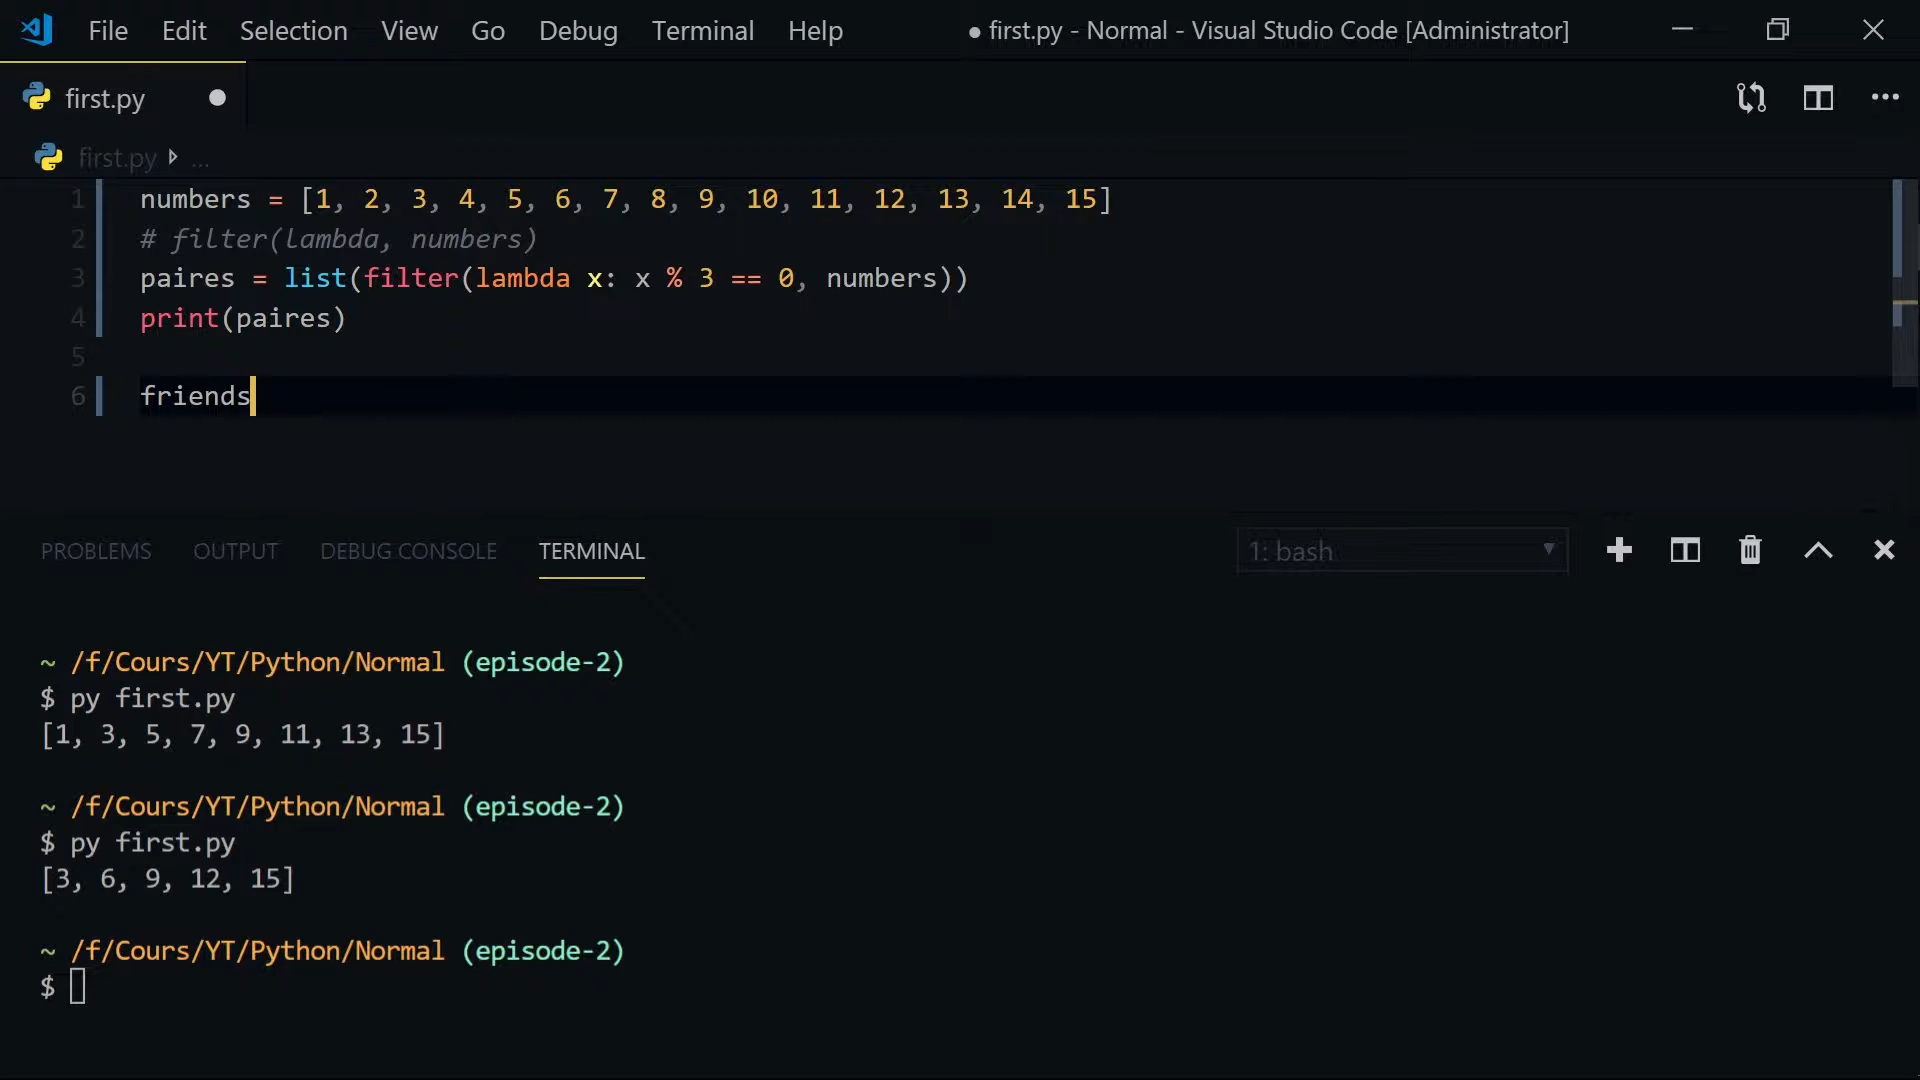 File Edit Selection View Go Debug Terminal Help ● first.py - Normal - Visual Studio Code [Administrator]
first.py
first.py ...
1 numbers = [1, 2, 3, 4, 5, 6, 7, 8, 9, 10, 11, 12, 13, 14, 15]
2 # filter(lambda, numbers)
3 paires = list(filter(lambda x: x % 3 == 0, numbers))
4 print(paires)
5
6 friends
PROBLEMS OUTPUT DEBUG CONSOLE TERMINAL 1: bash
~ /f/Cours/YT/Python/Normal (episode-2)
$ py first.py
[1, 3, 5, 7, 9, 11, 13, 15]
~ /f/Cours/YT/Python/Normal (episode-2)
$ py first.py
[3, 6, 9, 12, 15]
~ /f/Cours/YT/Python/Normal (episode-2)
$